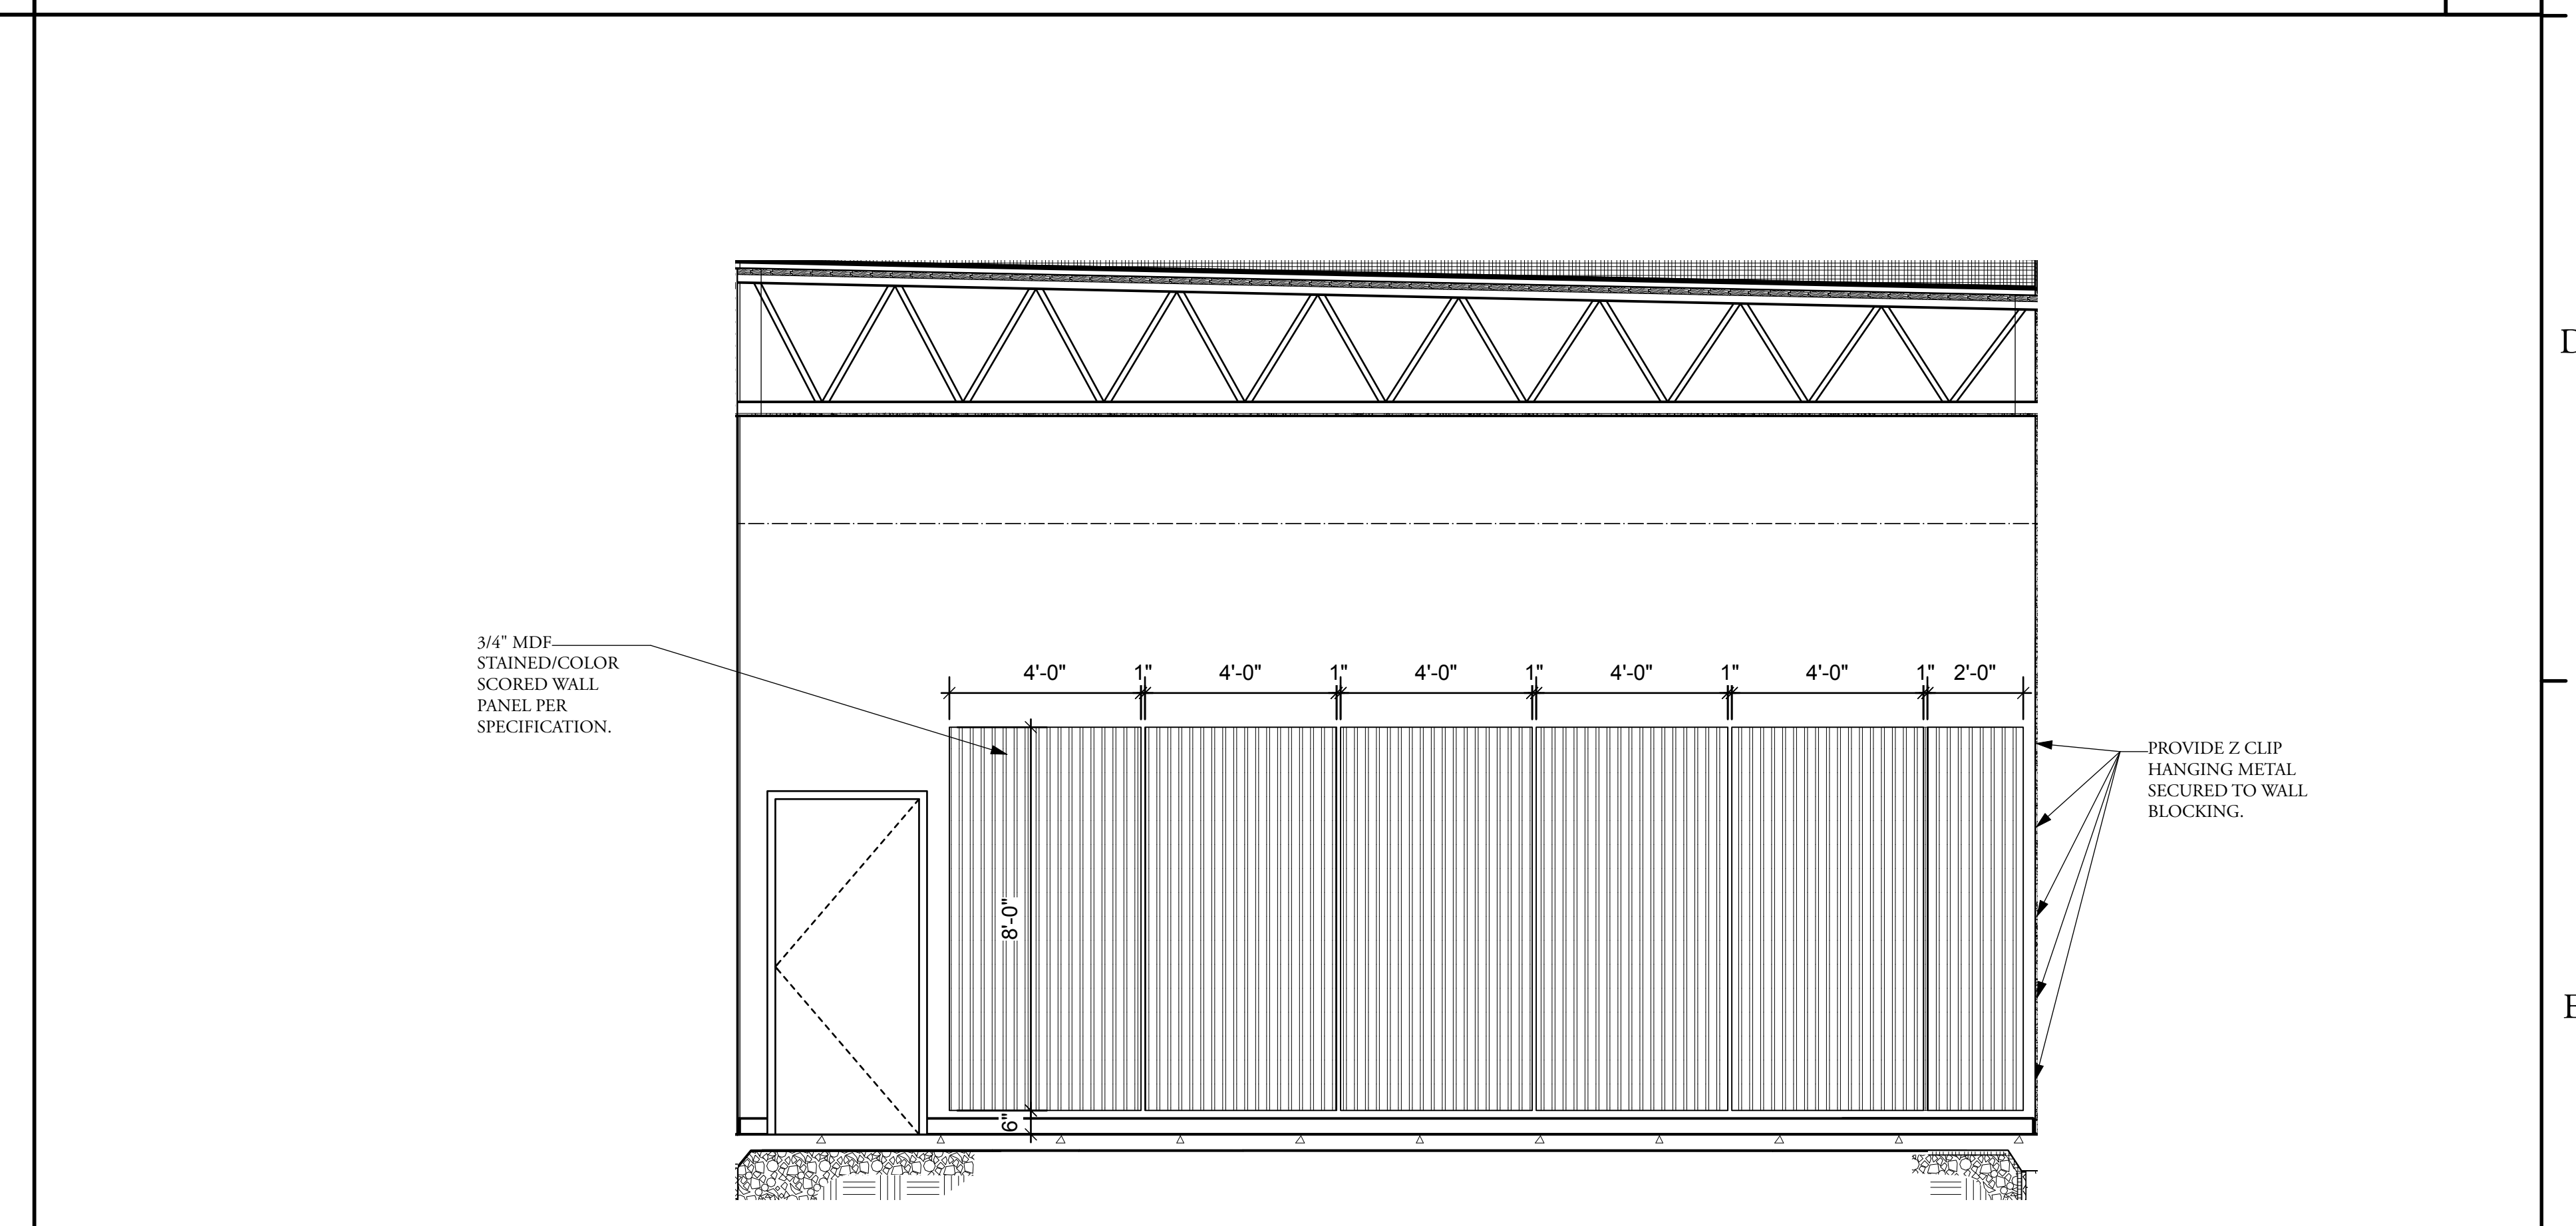 D
3/4" MDF
STAINED/COLOR
SCORED WALL
PANEL PER
SPECIFICATION.
4'-0" 1" 4'-0" 1" 4'-0" 1" 4'-0" 1" 4'-0" 1" 2'-0"
PROVIDE Z CLIP
HANGING METAL
SECURED TO WALL
BLOCKING.
8'-0"
6"